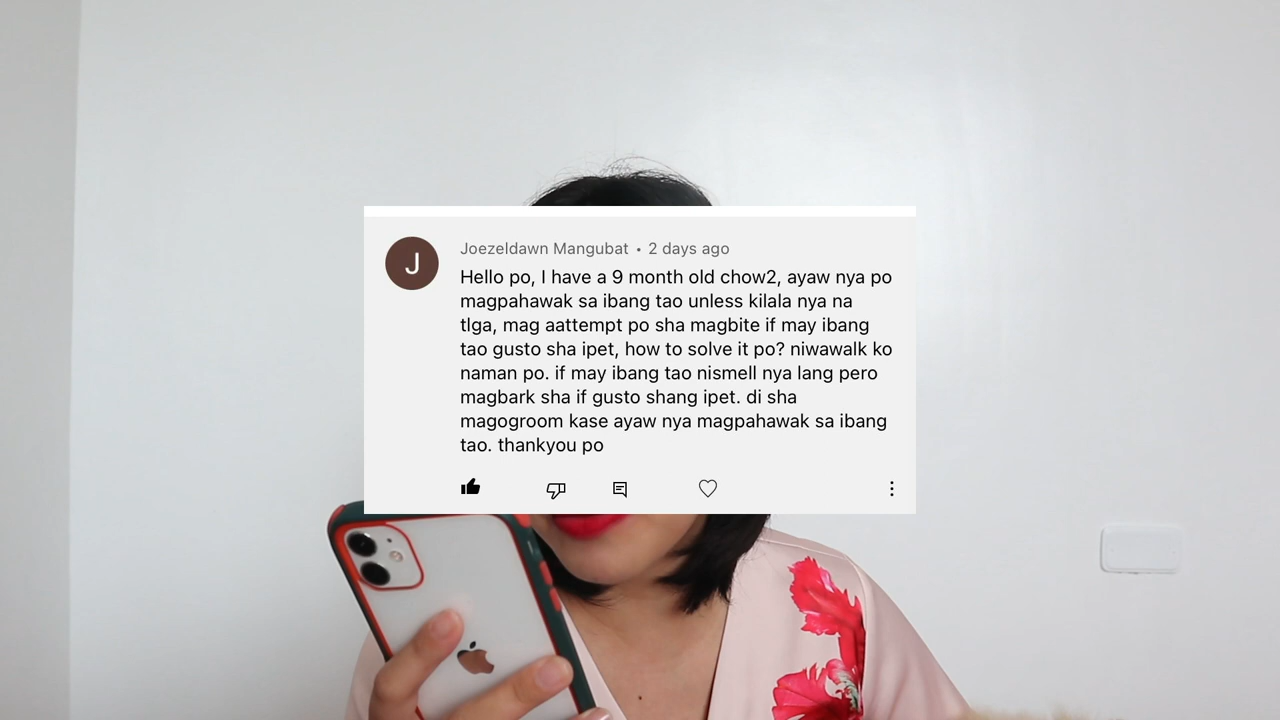 J
Joezeldawn Mangubat • 2 days ago
Hello po, I have a 9 month old chow2, ayaw nya po
magpahawak sa ibang tao unless kilala nya na
tlga, mag aattempt po sha magbite if may ibang
tao gusto sha ipet, how to solve it po? niwawalk ko
naman po. if may ibang tao nismell nya lang pero
magbark sha if gusto shang ipet. di sha
magogroom kase ayaw nya magpahawak sa ibang
tao. thankyou po